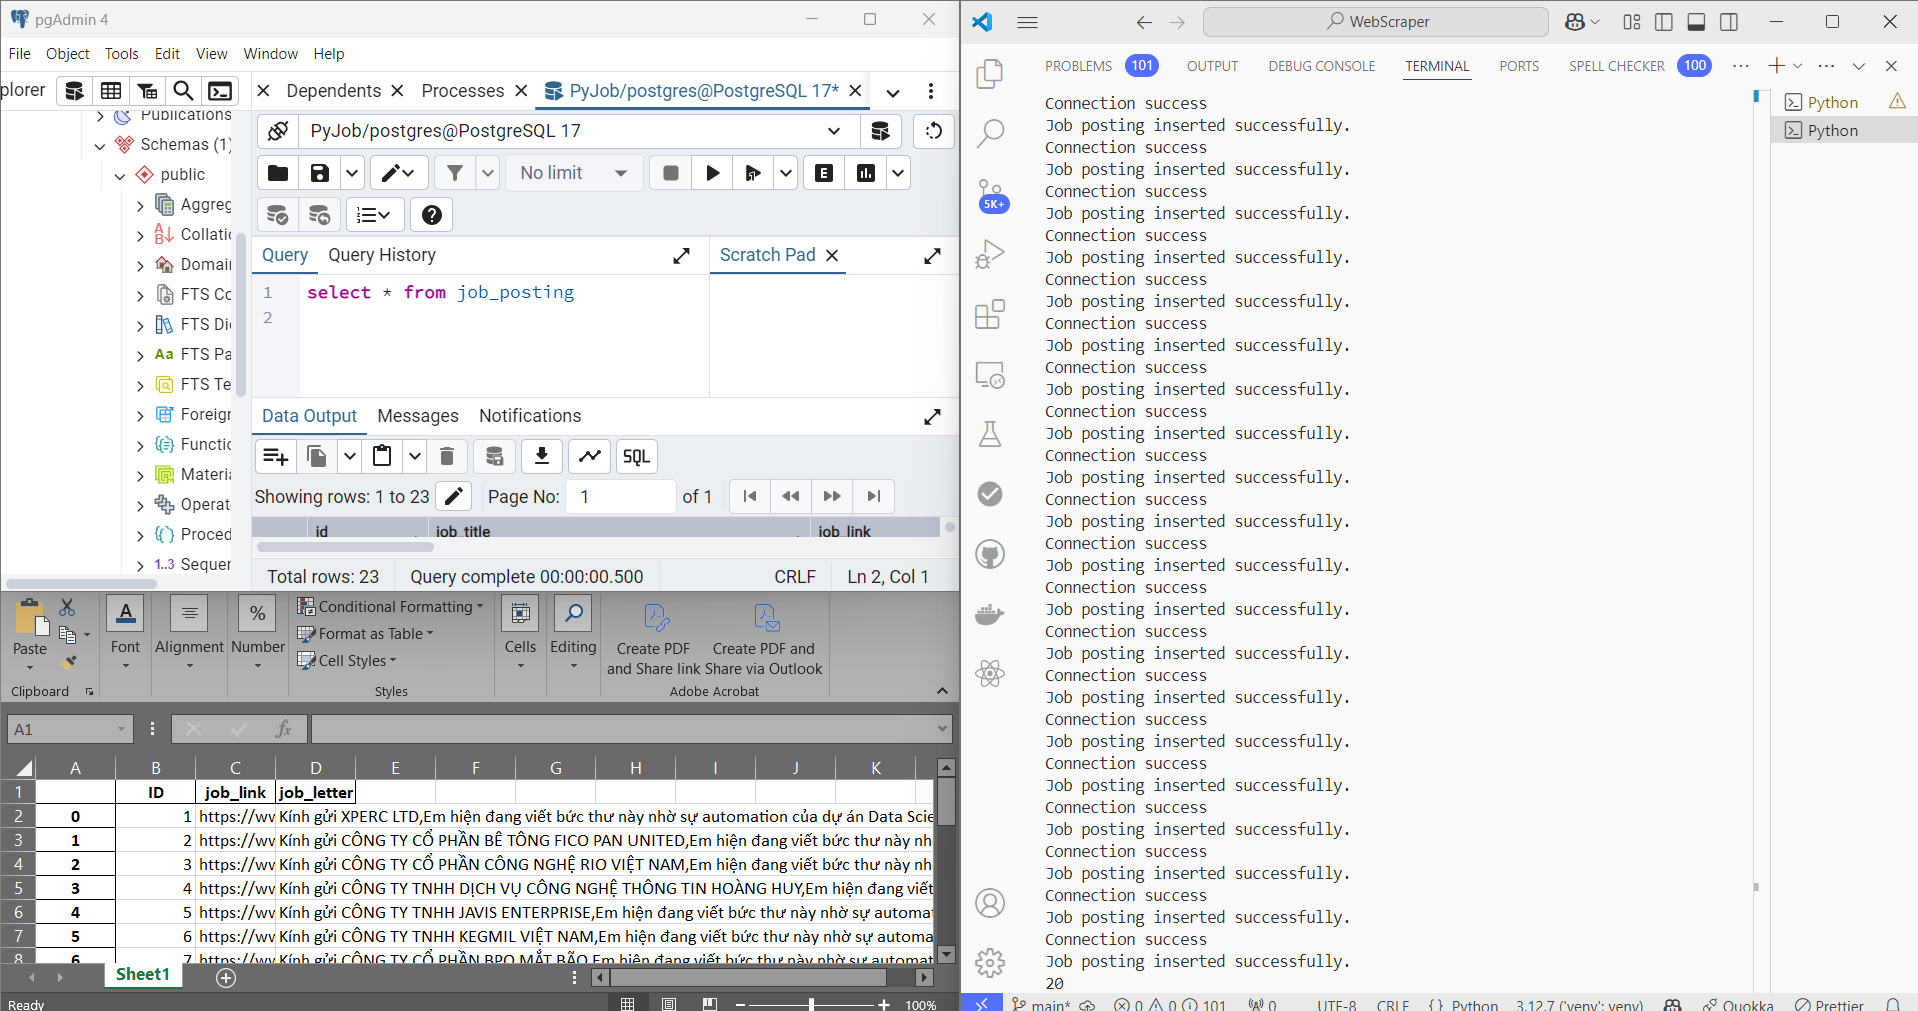 pgAdmin 4
File Object Tools Edit View Window Help
plorer
Dependents Processes PyJob/postgres@PostgreSQL 17*
Publications
Schemas (1)
public
Aggreg
Collatic
Domain
FTS Co
FTS Dic
Aa FTS Pa
FTS Te
Foreign
Functic
Materia
Operat
Proced
1..3 Sequer
PyJob/postgres@PostgreSQL 17
No limit
E
Query Query History Scratch Pad
1 select * from job_posting
2
Data Output Messages Notifications
SQL
Showing rows: 1 to 23 Page No: 1 of 1
id job_title job_link
Total rows: 23 Query complete 00:00:00.500 CRLF Ln 2, Col 1
Paste Font Alignment Number
Conditional Formatting
Format as Table
Cell Styles
Cells Editing
Create PDF and Share link
Create PDF and Share via Outlook
Clipboard Styles Adobe Acrobat
A1 fx
A B C D E F G H I J K
1 ID job_link job_letter
2 0 1 https://wv Kính gửi XPERC LTD,Em hiện đang viết bức thư này nhờ sự automation của dự án Data Scie
3 1 2 https://wv Kính gửi CÔNG TY CỔ PHẦN BÊ TÔNG FICO PAN UNITED,Em hiện đang viết bức thư này nh
4 2 3 https://wv Kính gửi CÔNG TY CỔ PHẦN CÔNG NGHỆ RIO VIỆT NAM,Em hiện đang viết bức thư này nh
5 3 4 https://wv Kính gửi CÔNG TY TNHH DỊCH VỤ CÔNG NGHỆ THÔNG TIN HOÀNG HUY,Em hiện đang viết
6 4 5 https://wv Kính gửi CÔNG TY TNHH JAVIS ENTERPRISE,Em hiện đang viết bức thư này nhờ sự automat
7 5 6 https://wv Kính gửi CÔNG TY TNHH KEGMIL VIỆT NAM,Em hiện đang viết bức thư này nhờ sự automa
8 6 7 https://wv Kính gửi CÔNG TY CỔ PHẦN BPO MẮT BÃO,Em hiện đang viết bức thư này nhờ sự automat
Sheet1
Ready 100%
WebScraper
PROBLEMS 101 OUTPUT DEBUG CONSOLE TERMINAL PORTS SPELL CHECKER 100
5K+
Python
Python
Connection success
Job posting inserted successfully.
Connection success
Job posting inserted successfully.
Connection success
Job posting inserted successfully.
Connection success
Job posting inserted successfully.
Connection success
Job posting inserted successfully.
Connection success
Job posting inserted successfully.
Connection success
Job posting inserted successfully.
Connection success
Job posting inserted successfully.
Connection success
Job posting inserted successfully.
Connection success
Job posting inserted successfully.
Connection success
Job posting inserted successfully.
Connection success
Job posting inserted successfully.
Connection success
Job posting inserted successfully.
Connection success
Job posting inserted successfully.
Connection success
Job posting inserted successfully.
Connection success
Job posting inserted successfully.
Connection success
Job posting inserted successfully.
Connection success
Job posting inserted successfully.
Connection success
Job posting inserted successfully.
Connection success
Job posting inserted successfully.
20
main* 0 0 101 0 UTF-8 CRLF {} Python 3.12.7 ('venv': venv) Quokka Prettier